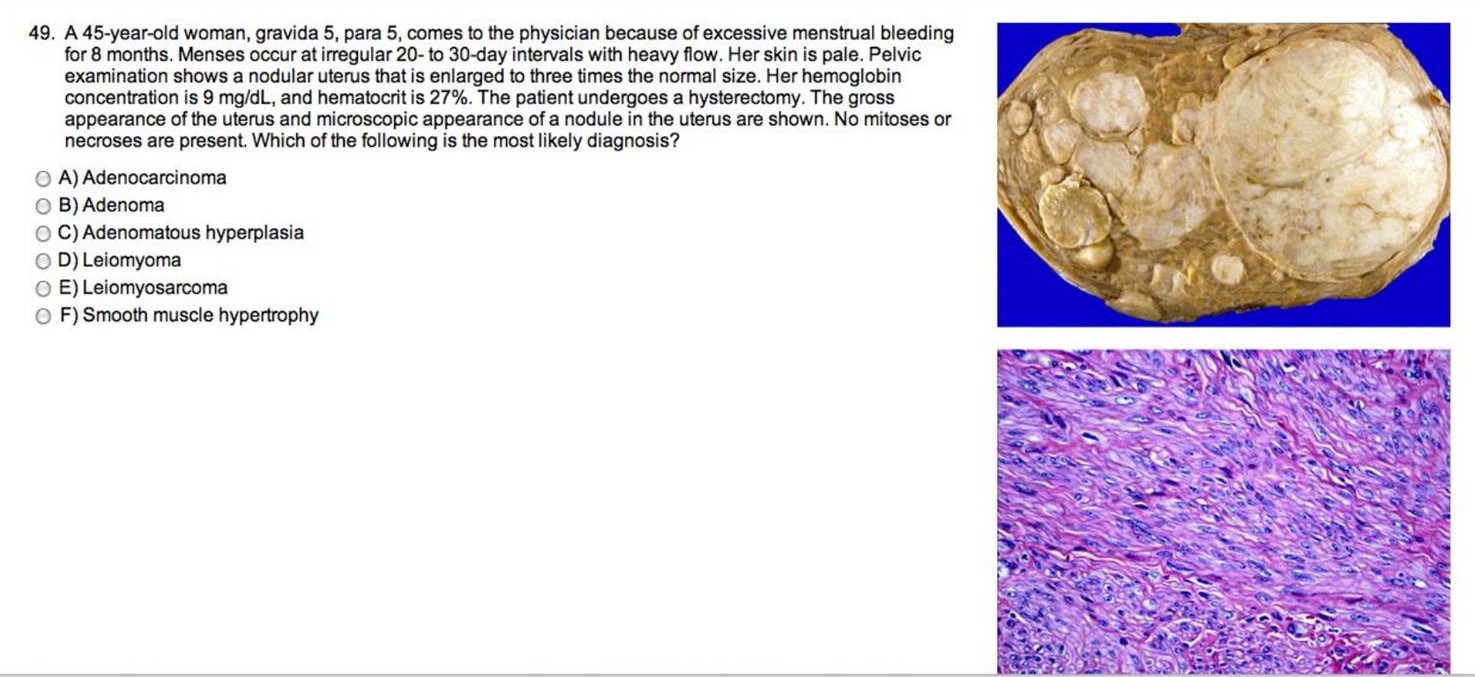 49. A 45-year-old woman, gravida 5, para 5, comes to the physician because of excessive menstrual bleeding
for 8 months. Menses occur at irregular 20- to 30-day intervals with heavy flow. Her skin is pale. Pelvic
examination shows a nodular uterus that is enlarged to three times the normal size. Her hemoglobin
concentration is 9 mg/dL, and hematocrit is 27%. The patient undergoes a hysterectomy. The gross
appearance of the uterus and microscopic appearance of a nodule in the uterus are shown. No mitoses or
necroses are present. Which of the following is the most likely diagnosis?
A) Adenocarcinoma
B) Adenoma
C) Adenomatous hyperplasia
D) Leiomyoma
E) Leiomyosarcoma
F) Smooth muscle hypertrophy